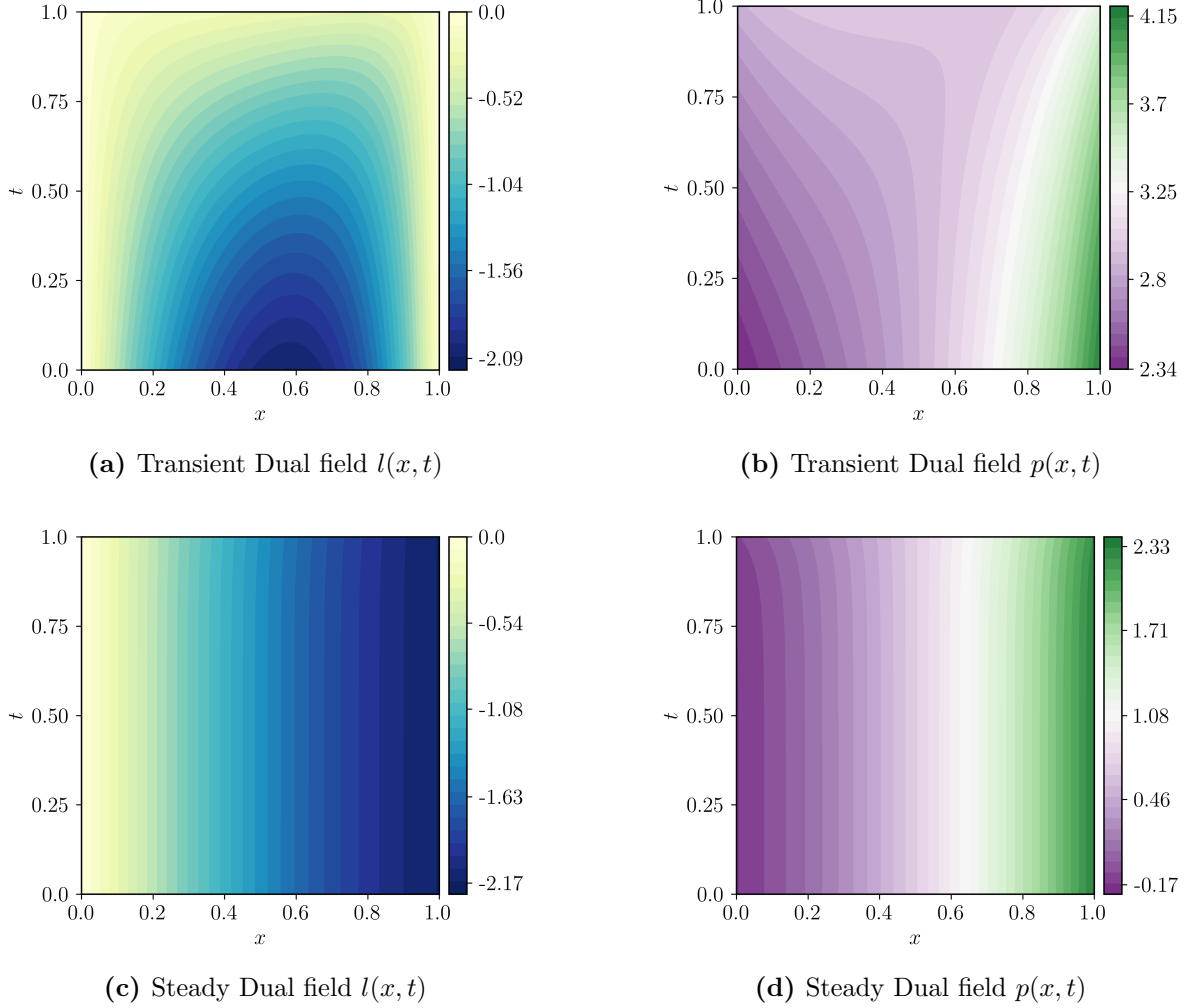 1.0
0.75
0.50
0.25
0.0
t
0.0 0.2 0.4 0.6 0.8 1.0
x
0.0
-0.52
-1.04
-1.56
-2.09
(a) Transient Dual field l(x, t)
1.0
0.75
0.50
0.25
0.0
t
0.0 0.2 0.4 0.6 0.8 1.0
x
4.15
3.7
3.25
2.8
2.34
(b) Transient Dual field p(x, t)
1.0
0.75
0.50
0.25
0.0
t
0.0 0.2 0.4 0.6 0.8 1.0
x
0.0
-0.54
-1.08
-1.63
-2.17
(c) Steady Dual field l(x, t)
1.0
0.75
0.50
0.25
0.0
t
0.0 0.2 0.4 0.6 0.8 1.0
x
2.33
1.71
1.08
0.46
-0.17
(d) Steady Dual field p(x, t)